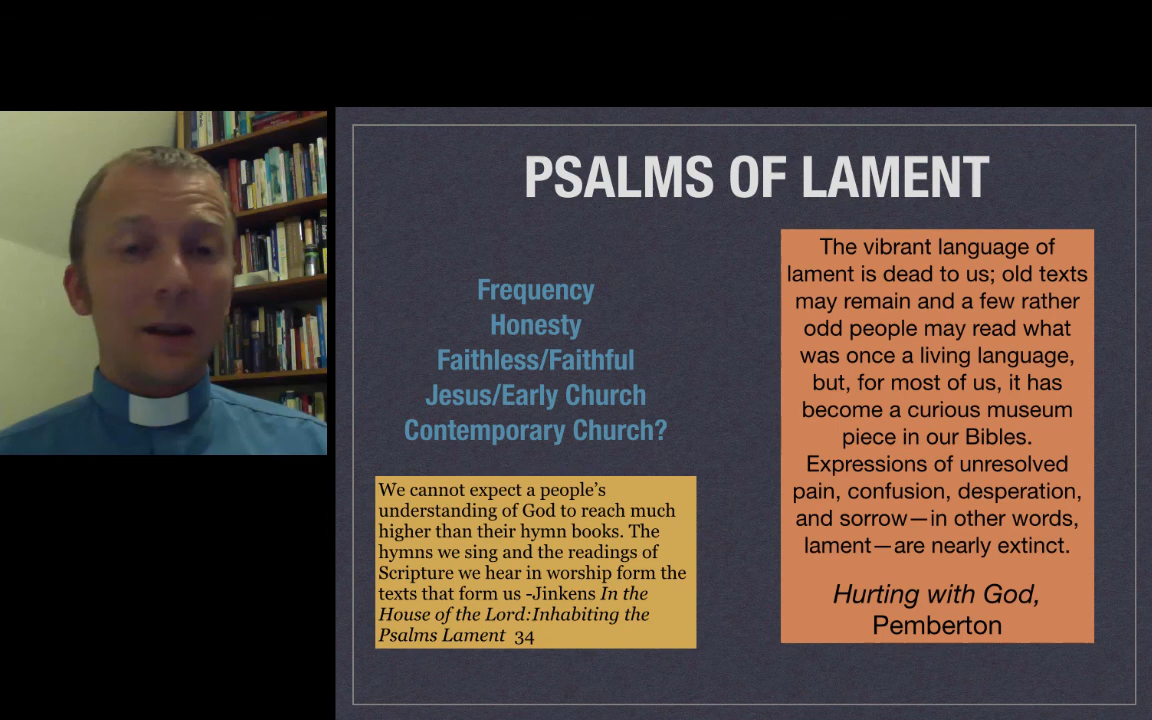 PSALMS OF LAMENT
Frequency
Honesty
Faithless/Faithful
Jesus/Early Church
Contemporary Church?
We cannot expect a people's
understanding of God to reach much
higher than their hymn books. The
hymns we sing and the readings of
Scripture we hear in worship form the
texts that form us -Jinkens In the
House of the Lord:Inhabiting the
Psalms Lament 34
The vibrant language of
lament is dead to us; old texts
may remain and a few rather
odd people may read what
was once a living language,
but, for most of us, it has
become a curious museum
piece in our Bibles.
Expressions of unresolved
pain, confusion, desperation,
and sorrow—in other words,
lament—are nearly extinct.
Hurting with God,
Pemberton